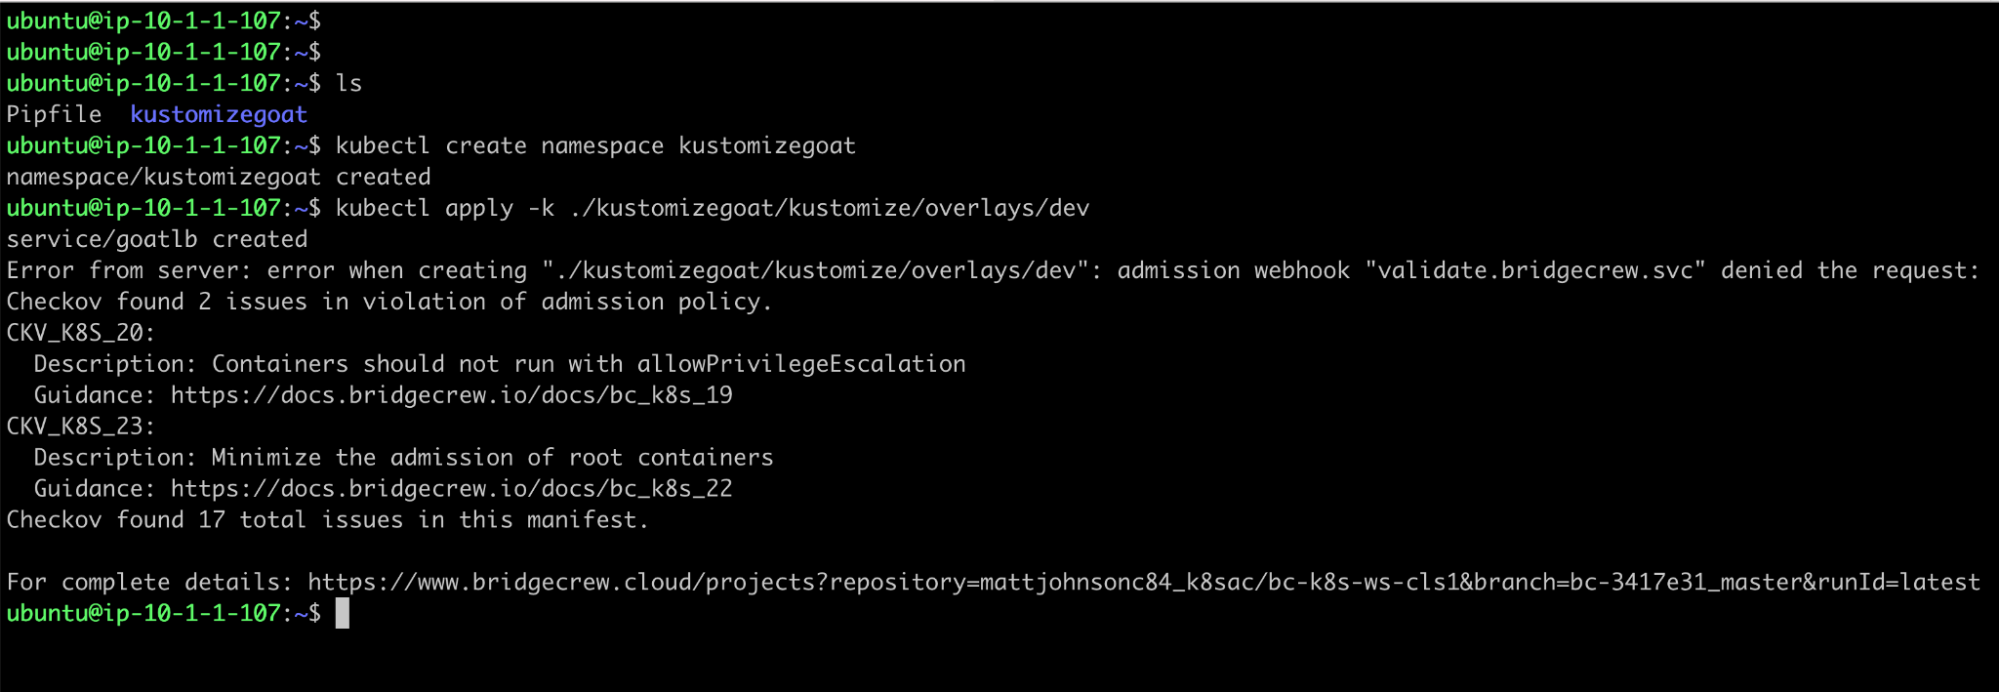 ubuntu@ip-10-1-1-107:~$
ubuntu@ip-10-1-1-107:~$
ubuntu@ip-10-1-1-107:~$ ls
Pipfile  kustomizegoat
ubuntu@ip-10-1-1-107:~$ kubectl create namespace kustomizegoat
namespace/kustomizegoat created
ubuntu@ip-10-1-1-107:~$ kubectl apply -k ./kustomizegoat/kustomize/overlays/dev
service/goatlb created
Error from server: error when creating "./kustomizegoat/kustomize/overlays/dev": admission webhook "validate.bridgecrew.svc" denied the request:
Checkov found 2 issues in violation of admission policy.
CKV_K8S_20:
  Description: Containers should not run with allowPrivilegeEscalation
  Guidance: https://docs.bridgecrew.io/docs/bc_k8s_19
CKV_K8S_23:
  Description: Minimize the admission of root containers
  Guidance: https://docs.bridgecrew.io/docs/bc_k8s_22
Checkov found 17 total issues in this manifest.

For complete details: https://www.bridgecrew.cloud/projects?repository=mattjohnsonc84_k8sac/bc-k8s-ws-cls1&branch=bc-3417e31_master&runId=latest
ubuntu@ip-10-1-1-107:~$